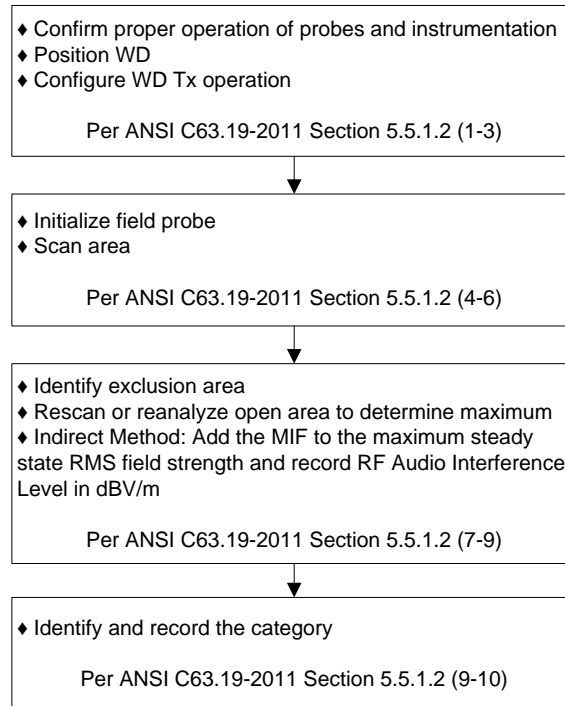 ♦ Confirm proper operation of probes and instrumentation
♦ Position WD
♦ Configure WD Tx operation
Per ANSI C63.19-2011 Section 5.5.1.2 (1-3)
♦ Initialize field probe
♦ Scan area
Per ANSI C63.19-2011 Section 5.5.1.2 (4-6)
♦ Identify exclusion area
♦ Rescan or reanalyze open area to determine maximum
♦ Indirect Method: Add the MIF to the maximum steady
state RMS field strength and record RF Audio Interference
Level in dBV/m
Per ANSI C63.19-2011 Section 5.5.1.2 (7-9)
♦ Identify and record the category
Per ANSI C63.19-2011 Section 5.5.1.2 (9-10)